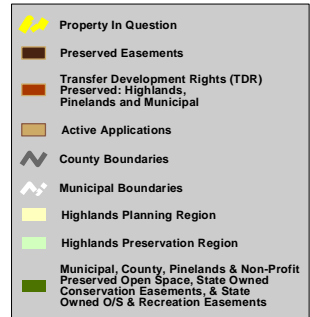 Property In Question
Preserved Easements
Transfer Development Rights (TDR)
Preserved: Highlands,
Pinelands and Municipal
Active Applications
County Boundaries
Municipal Boundaries
Highlands Planning Region
Highlands Preservation Region
Municipal, County, Pinelands & Non-Profit
Preserved Open Space, State Owned
Conservation Easements, & State
Owned O/S & Recreation Easements